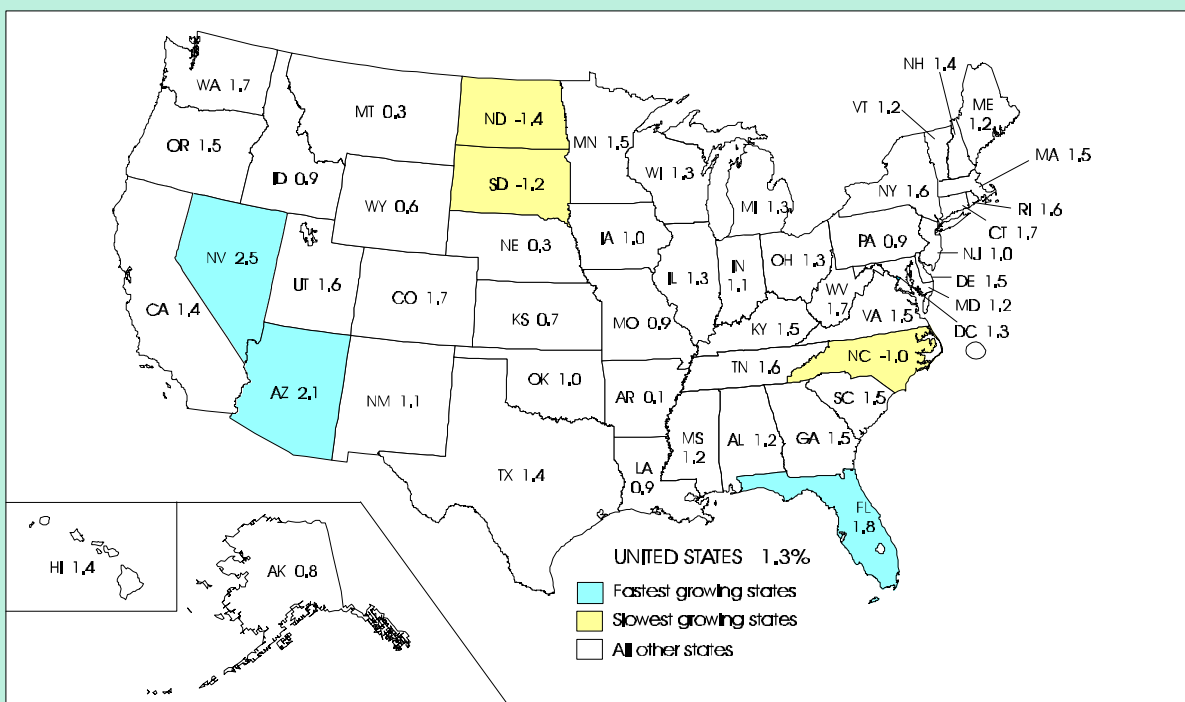 WA 1.7
MT 0.3
ND -1.4
MN 1.5
OR 1.5
ID 0.9
WY 0.6
SD -1.2
WI 1.3
MI 1.3
NH 1.4
VT 1.2
ME
1.2
MA 1.5
NY 1.6
RI 1.6
CT 1.7
NJ 1.0
PA 0.9
DE 1.5
MD 1.2
DC 1.3
NV 2.5
UT 1.6
CO 1.7
NE 0.3
IA 1.0
IL 1.3
IN
1.1
OH 1.3
WV
1.7
VA 1.5
CA 1.4
KS 0.7
MO 0.9
KY 1.5
NC -1.0
TN 1.6
AZ 2.1
NM 1.1
OK 1.0
AR 0.1
SC 1.5
MS
1.2
AL 1.2
GA 1.5
TX 1.4
LA
0.9
FL
1.8
HI 1.4
AK 0.8
UNITED STATES 1.3%
Fastest growing states
Slowest growing states
All other states